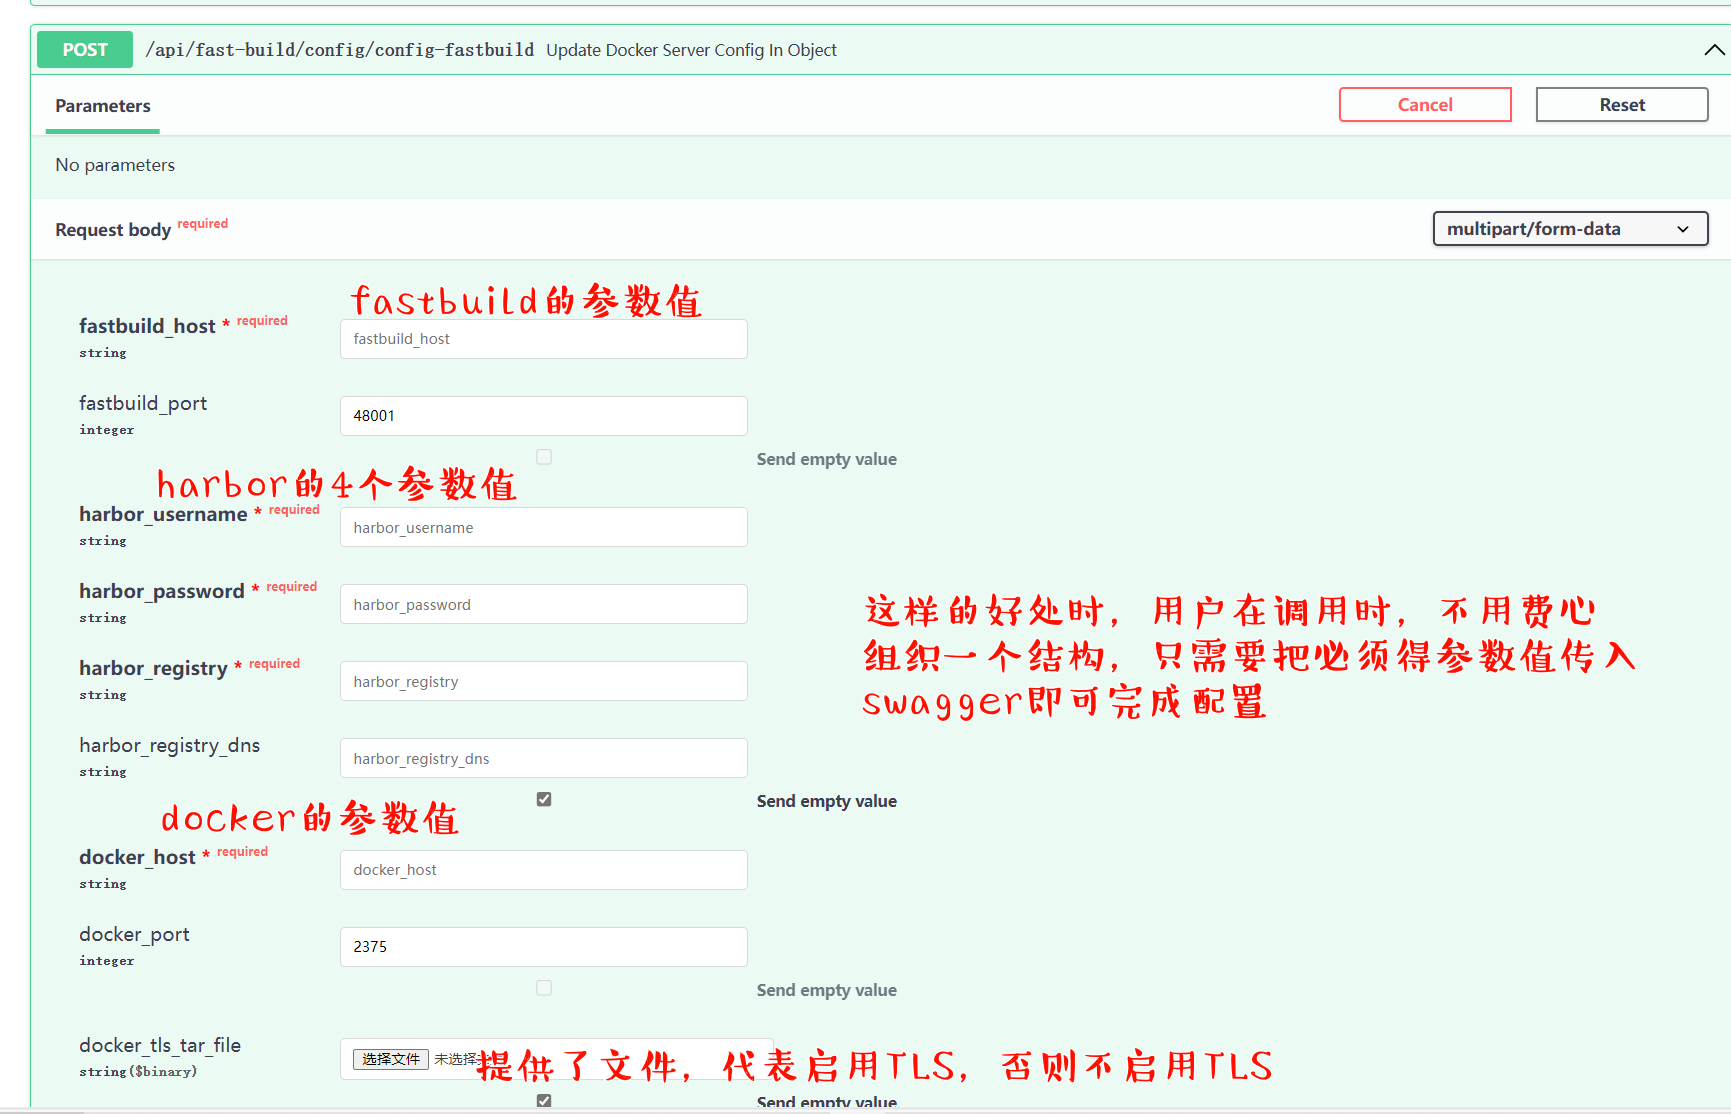 POST /api/fast-build/config/config-fastbuild Update Docker Server Config In Object
Parameters
Cancel
Reset
No parameters
Request body required
multipart/form-data
fastbuild的参数值
fastbuild_host * required
string
fastbuild_host
fastbuild_port
integer
48001
Send empty value
harbor的4个参数值
harbor_username * required
string
harbor_username
harbor_password * required
string
harbor_password
这样的好处时，用户在调用时，不用费心
组织一个结构，只需要把必须得参数值传入
swagger即可完成配置
harbor_registry * required
string
harbor_registry
harbor_registry_dns
string
harbor_registry_dns
Send empty value
docker的参数值
docker_host * required
string
docker_host
docker_port
integer
2375
Send empty value
docker_tls_tar_file
string($binary)
选择文件 未选择
提供了文件，代表启用TLS，否则不启用TLS
Send empty value